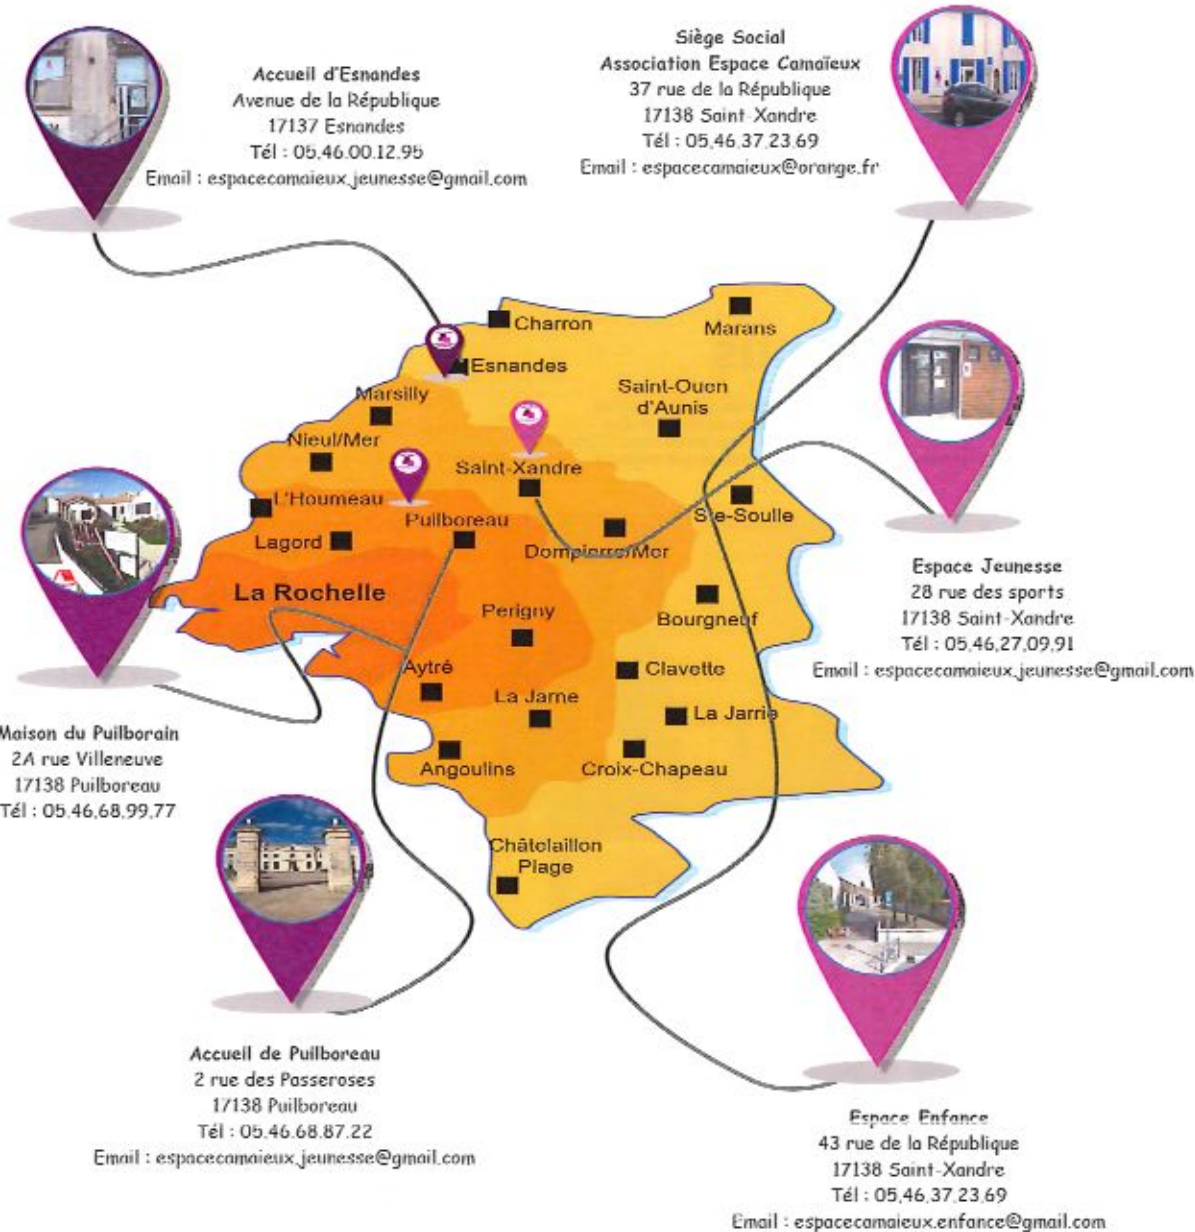 Accueil d'Esnandes
Avenue de la République
17137 Esnandes
Tél : 05.46.00.12.95
Email : espacecamaieux.jeunesse@gmail.com
Siège Social
Association Espace Camaïeux
37 rue de la République
17138 Saint-Xandre
Tél : 05.46.37.23.69
Email : espacecamaieux@orange.fr
Charron
Marans
Esnandes
Marsilly
Saint-Ouen
d'Aunis
Nieul/Mer
Saint-Xandre
L'Houmeau
Puilboreau
Ste-Soulle
Lagord
Dompierre/Mer
La Rochelle
Perigny
Bourgneuf
Aytré
Clavette
La Jarne
La Jarrie
Angoulins
Croix-Chapeau
Châtelaillon
Plage
Espace Jeunesse
28 rue des sports
17138 Saint-Xandre
Tél : 05.46.27.09.91
Email : espacecamaieux.jeunesse@gmail.com
Maison du Puilborain
2A rue Villeneuve
17138 Puilboreau
Tél : 05.46.68.99.77
Accueil de Puilboreau
2 rue des Passeroses
17138 Puilboreau
Tél : 05.46.68.87.22
Email : espacecamaieux.jeunesse@gmail.com
Espace Enfance
43 rue de la République
17138 Saint-Xandre
Tél : 05.46.37.23.69
Email : espacecamaieux.enfance@gmail.com